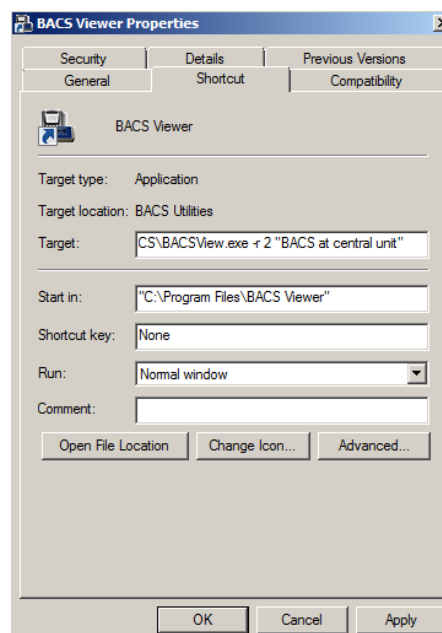 BACS Viewer Properties
Security Details Previous Versions
General Shortcut Compatibility
BACS Viewer
Target type: Application
Target location: BACS Utilities
Target: CS\BACSView.exe -r 2 "BACS at central unit"
Start in: "C:\Program Files\BACS Viewer"
Shortcut key: None
Run: Normal window
Comment:
Open File Location Change Icon... Advanced...
OK Cancel Apply